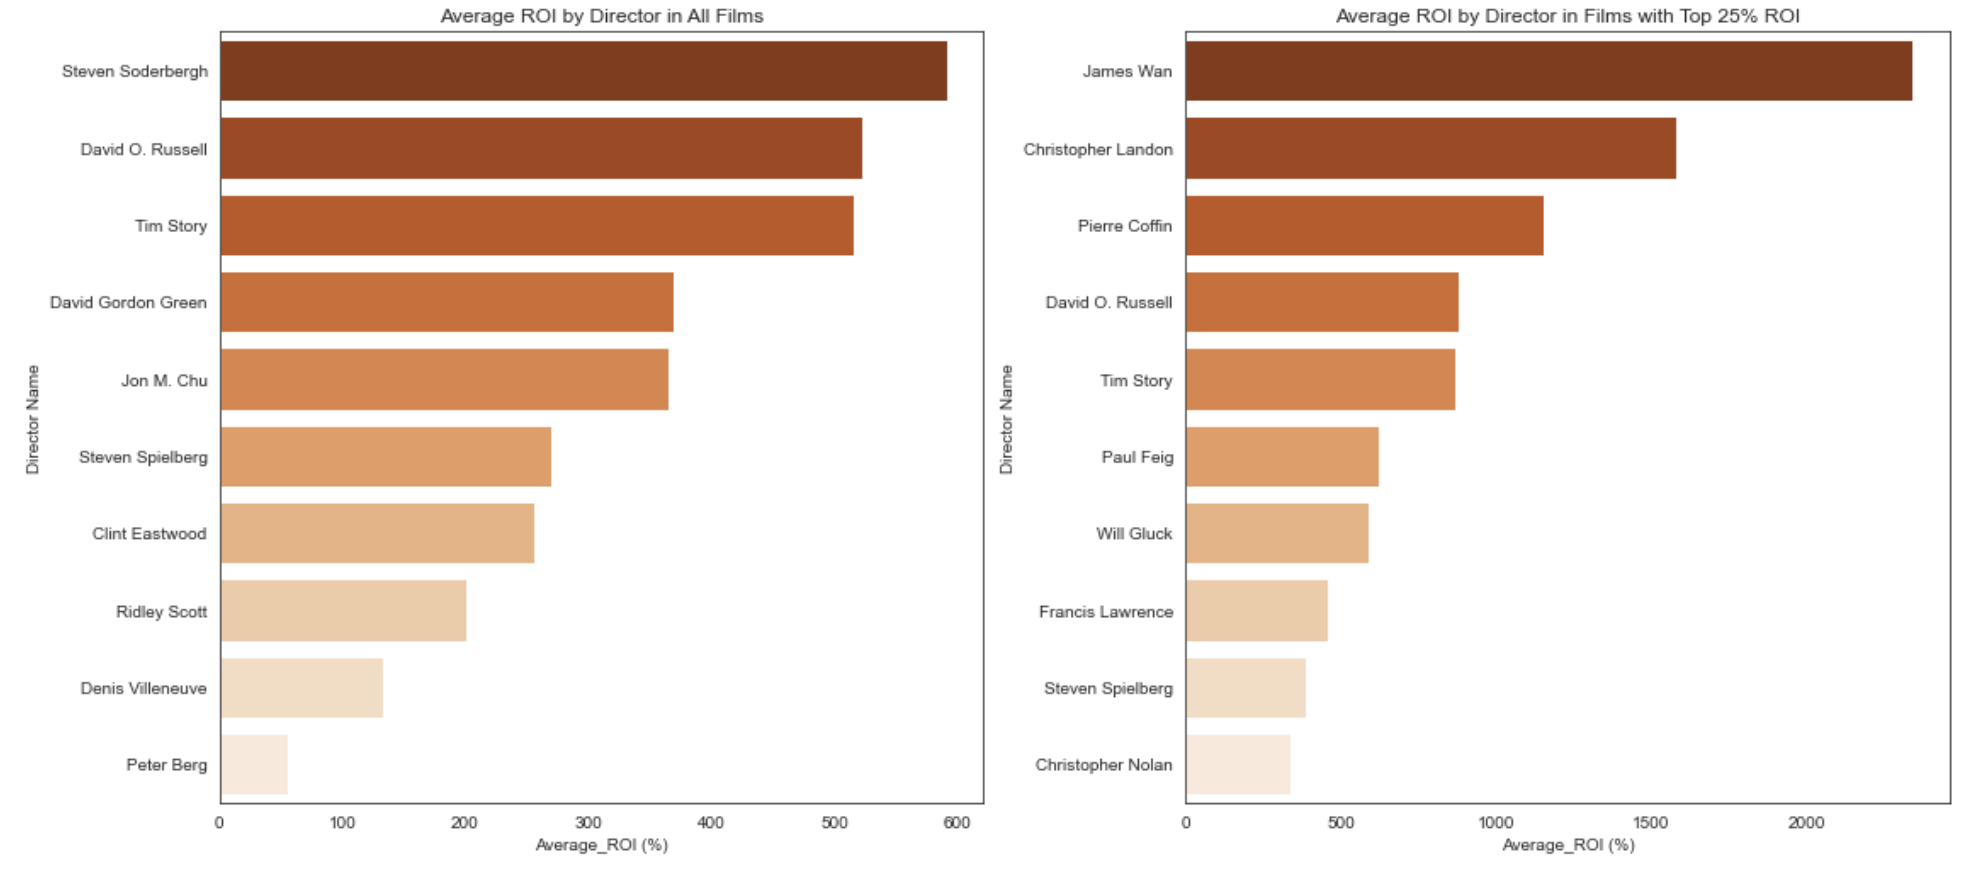 Average ROI by Director in All Films
Director Name
Steven Soderbergh
David O. Russell
Tim Story
David Gordon Green
Jon M. Chu
Steven Spielberg
Clint Eastwood
Ridley Scott
Denis Villeneuve
Peter Berg
0 100 200 300 400 500 600
Average_ROI (%)
Average ROI by Director in Films with Top 25% ROI
Director Name
James Wan
Christopher Landon
Pierre Coffin
David O. Russell
Tim Story
Paul Feig
Will Gluck
Francis Lawrence
Steven Spielberg
Christopher Nolan
0 500 1000 1500 2000
Average_ROI (%)